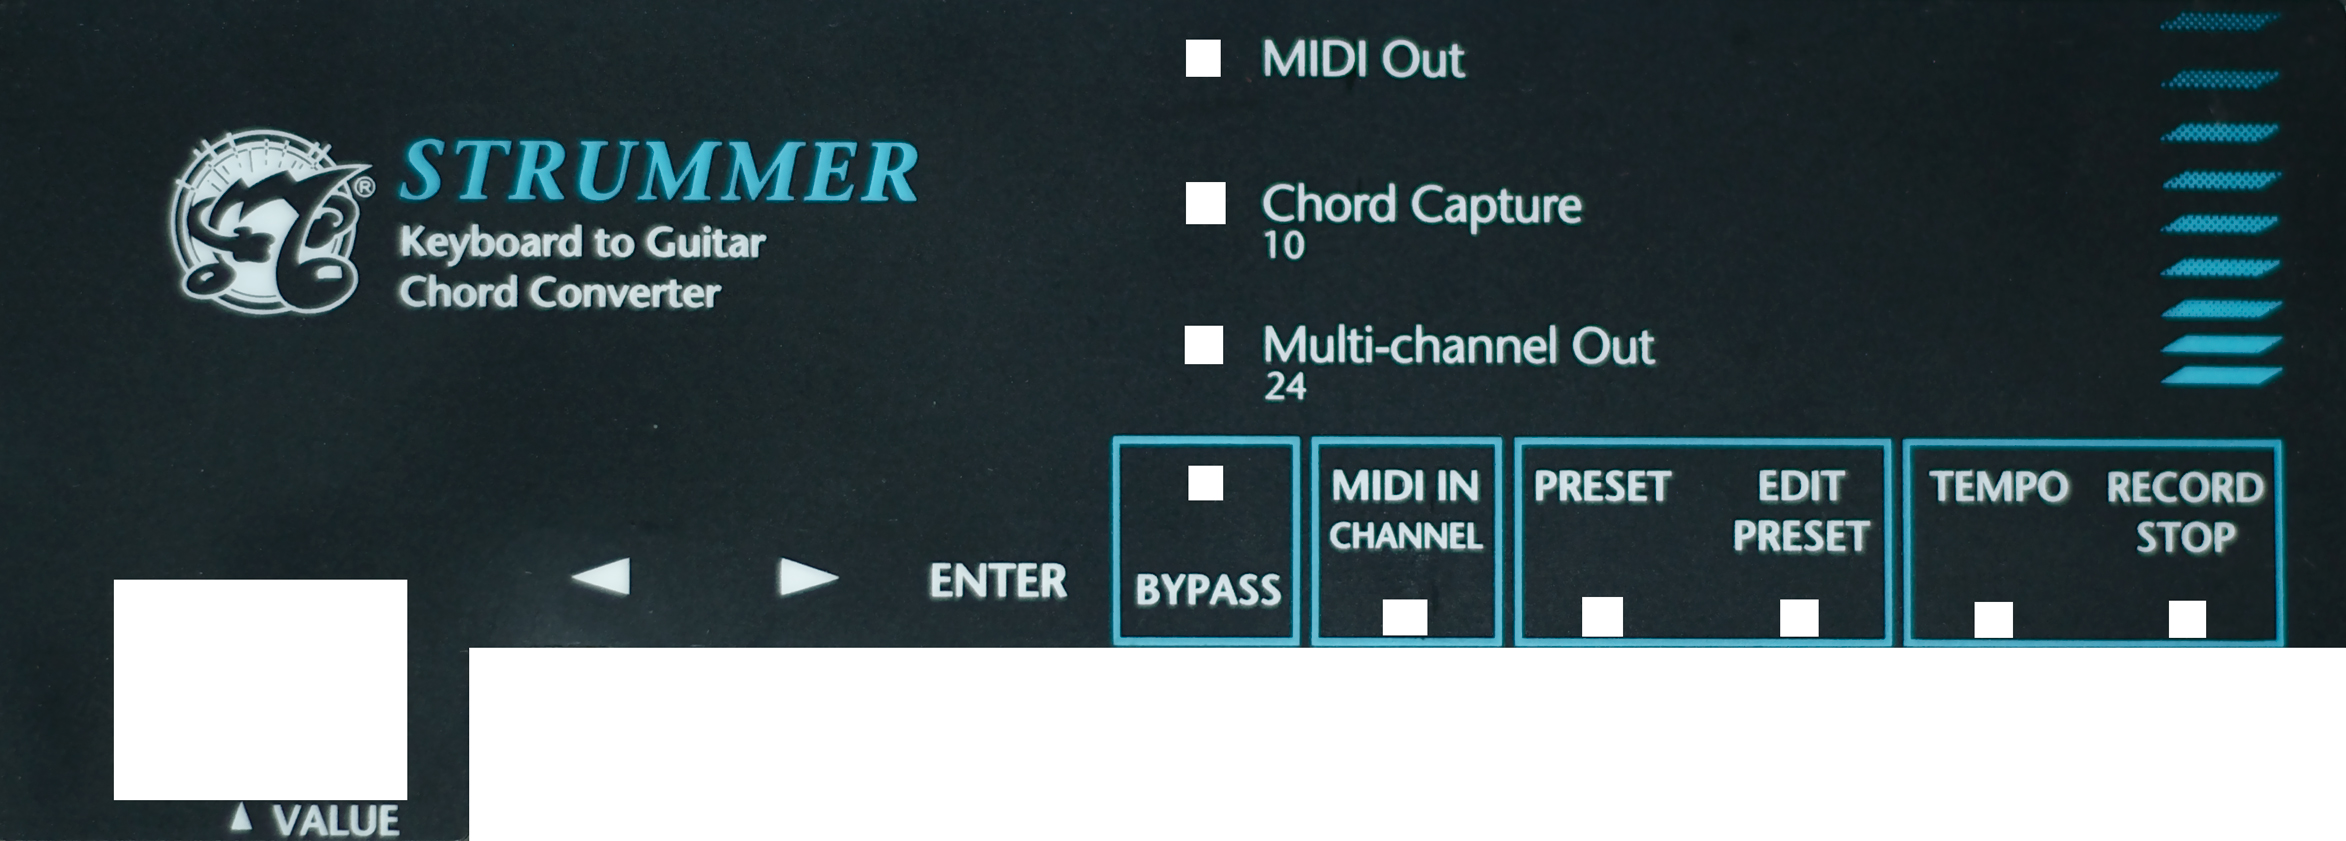 STRUMMER
®
Keyboard to Guitar
Chord Converter
MIDI Out
Chord Capture
10
Multi-channel Out
24
ENTER
BYPASS
MIDI IN
CHANNEL
PRESET
EDIT
PRESET
TEMPO
RECORD
STOP
VALUE